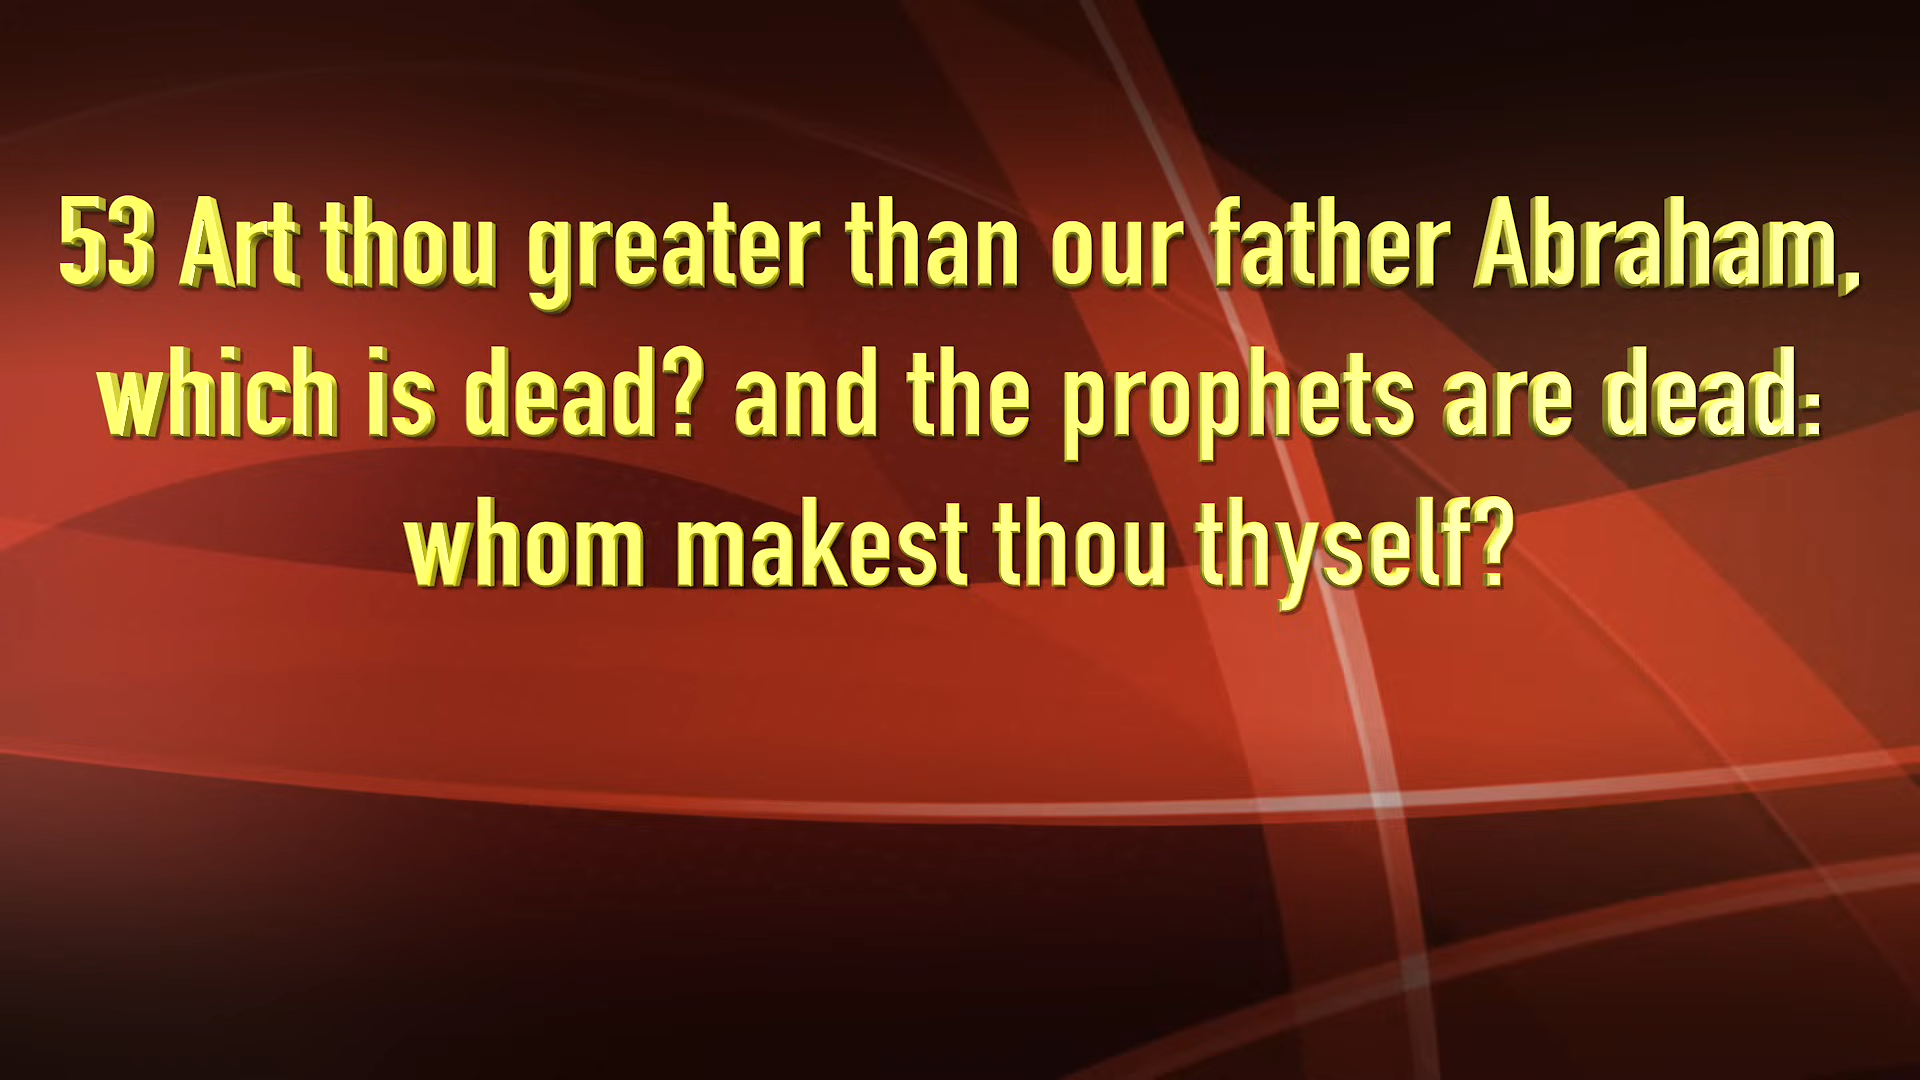 53 Art thou greater than our father Abraham,
which is dead? and the prophets are dead:
whom makest thou thyself?